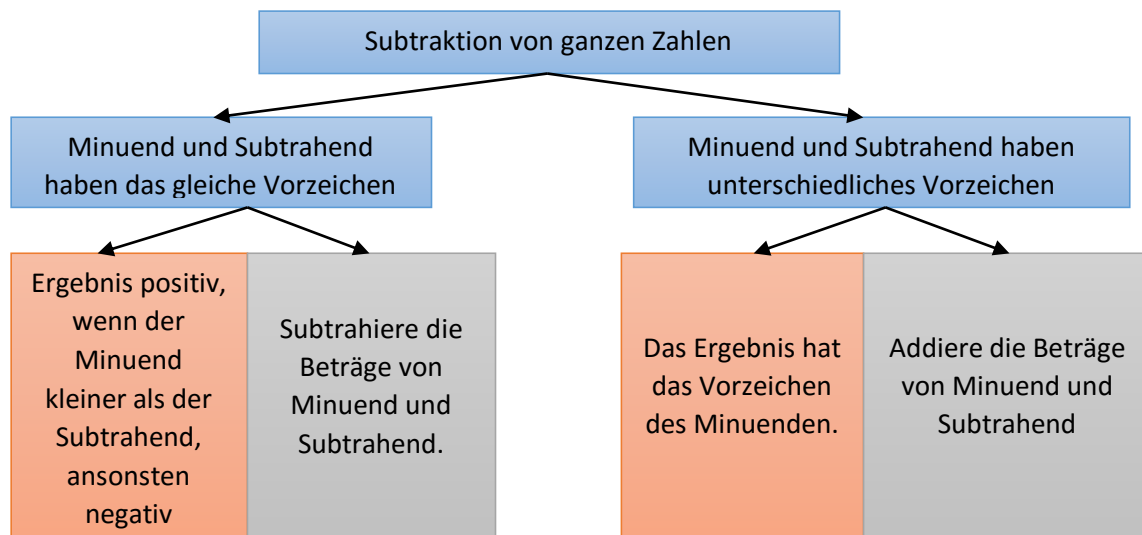 Subtraktion von ganzen Zahlen
Minuend und Subtrahend
haben das gleiche Vorzeichen
Minuend und Subtrahend haben
unterschiedliches Vorzeichen
Ergebnis positiv,
wenn der
Minuend
kleiner als der
Subtrahend,
ansonsten
negativ
Subtrahiere die
Beträge von
Minuend und
Subtrahend.
Das Ergebnis hat
das Vorzeichen
des Minuenden.
Addiere die Beträge
von Minuend und
Subtrahend